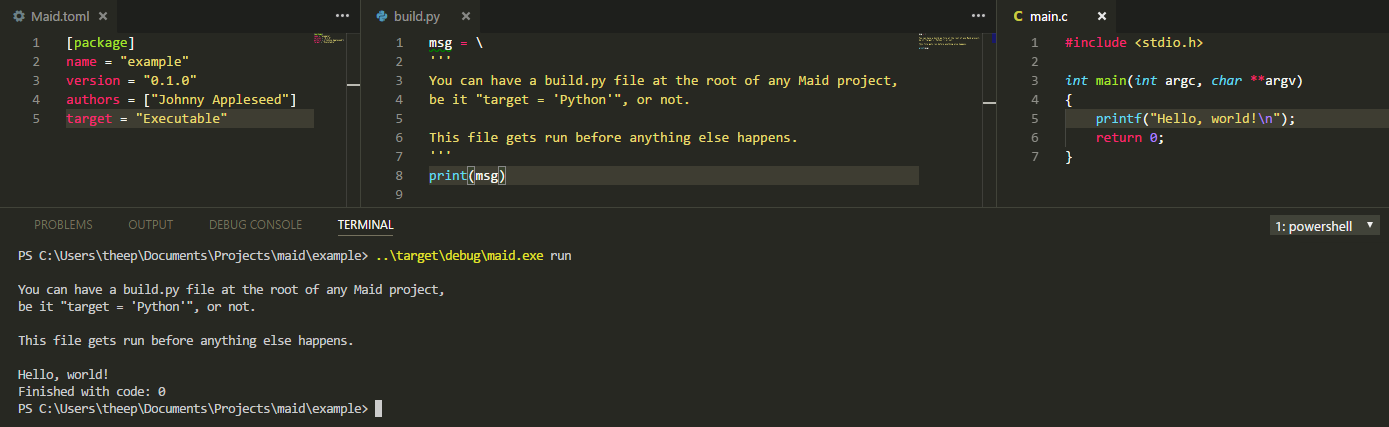 Maid.toml
1 [package]
2 name = "example"
3 version = "0.1.0"
4 authors = ["Johnny Appleseed"]
5 target = "Executable"
build.py
1 msg = \
2 '''
3 You can have a build.py file at the root of any Maid project,
4 be it "target = 'Python'", or not.
5
6 This file gets run before anything else happens.
7 '''
8 print(msg)
9
main.c
1 #include <stdio.h>
2
3 int main(int argc, char **argv)
4 {
5 printf("Hello, world!\n");
6 return 0;
7 }
PROBLEMS OUTPUT DEBUG CONSOLE TERMINAL 1: powershell
PS C:\Users\theep\Documents\Projects\maid\example> ..\target\debug\maid.exe run
You can have a build.py file at the root of any Maid project,
be it "target = 'Python'", or not.
This file gets run before anything else happens.
Hello, world!
Finished with code: 0
PS C:\Users\theep\Documents\Projects\maid\example>